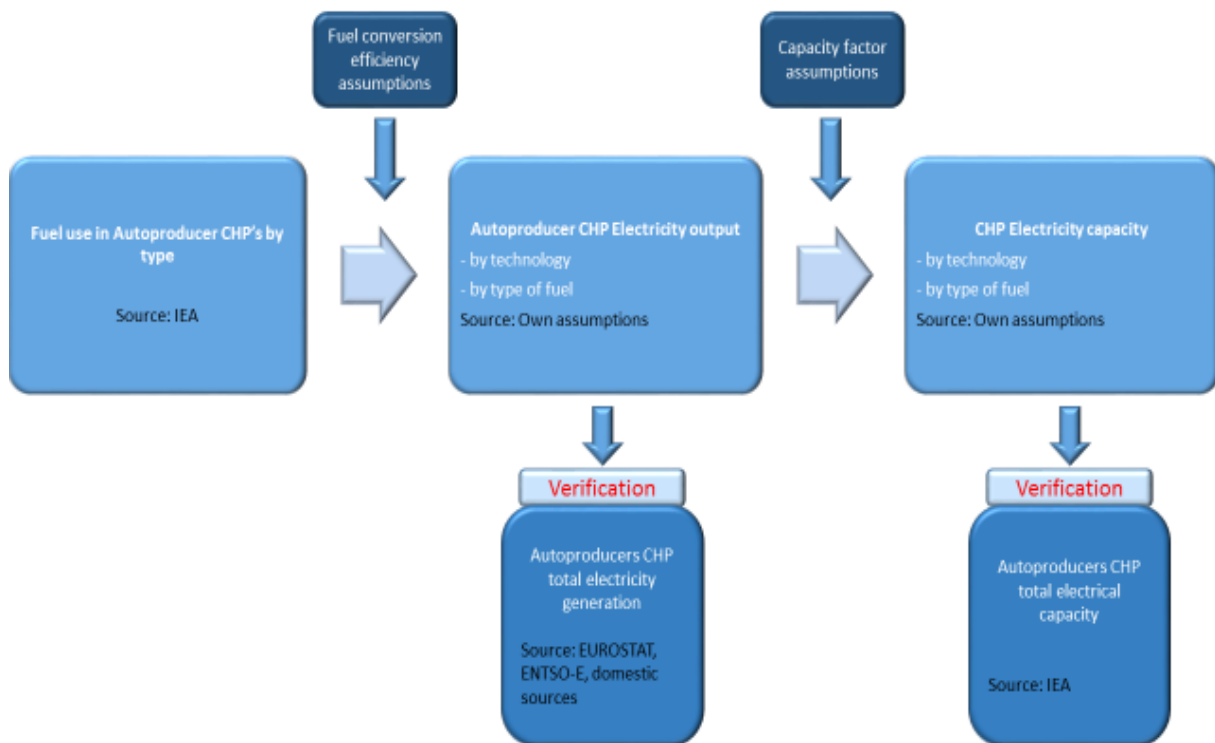 Fuel conversion
efficiency
assumptions
Capacity factor
assumptions
Fuel use in Autoproducer CHP's by
type
Source: IEA
Autoproducer CHP Electricity output
- by technology
- by type of fuel
Source: Own assumptions
CHP Electricity capacity
- by technology
- by type of fuel
Source: Own assumptions
Verification
Autoproducers CHP
total electricity
generation
Source: EUROSTAT,
ENTSO-E, domestic
sources
Verification
Autoproducers CHP
total electrical
capacity
Source: IEA